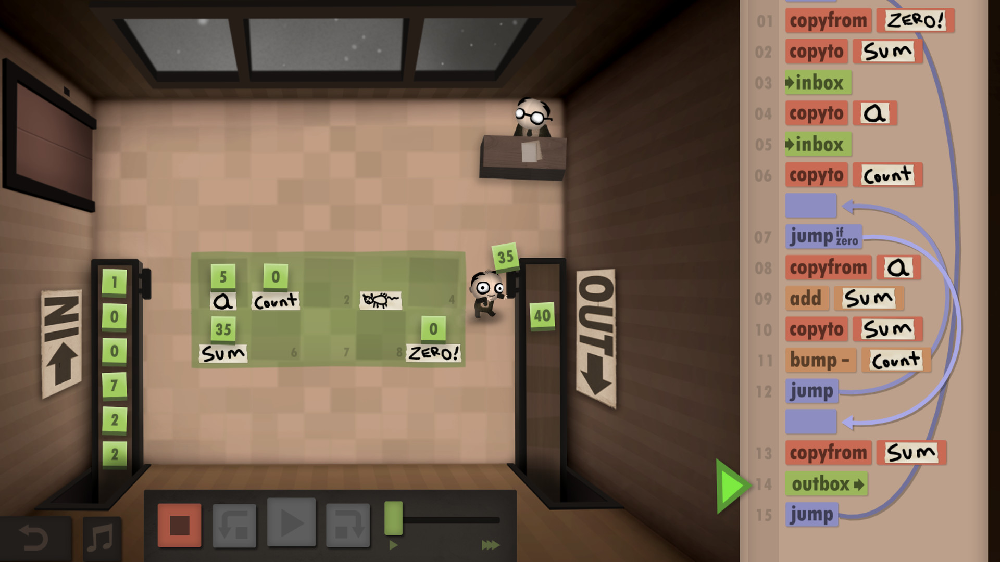 01 copyfrom ZERO!
02 copyto Sum
03 inbox
04 copyto a
05 inbox
06 copyto Count
07 jump if zero
08 copyfrom a
09 add Sum
10 copyto Sum
11 bump - Count
12 jump
13 copyfrom Sum
14 outbox
15 jump
IN
1
0
0
7
2
2
5 0
a Count 2 4
35 0
Sum 6 7 8 ZERO!
35
40
OUT